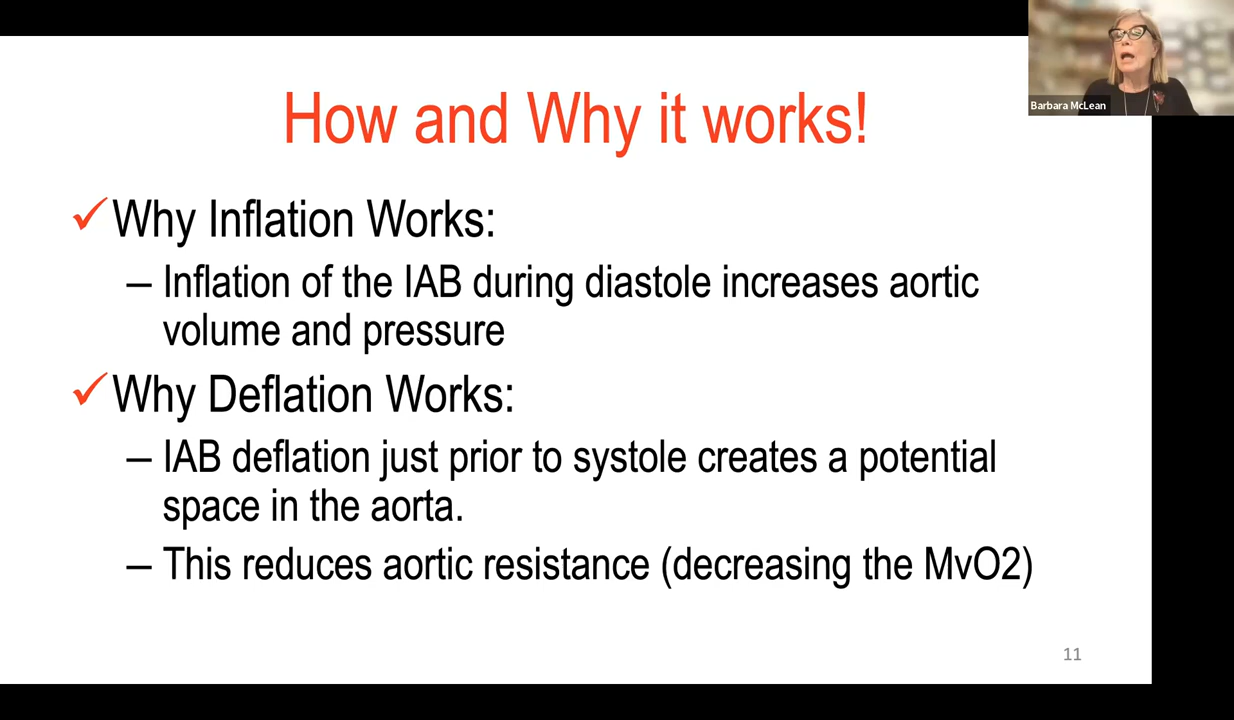 How and Why it works!
Barbara McLean
✓Why Inflation Works:
– Inflation of the IAB during diastole increases aortic
volume and pressure
✓Why Deflation Works:
– IAB deflation just prior to systole creates a potential
space in the aorta.
– This reduces aortic resistance (decreasing the MvO2)
11